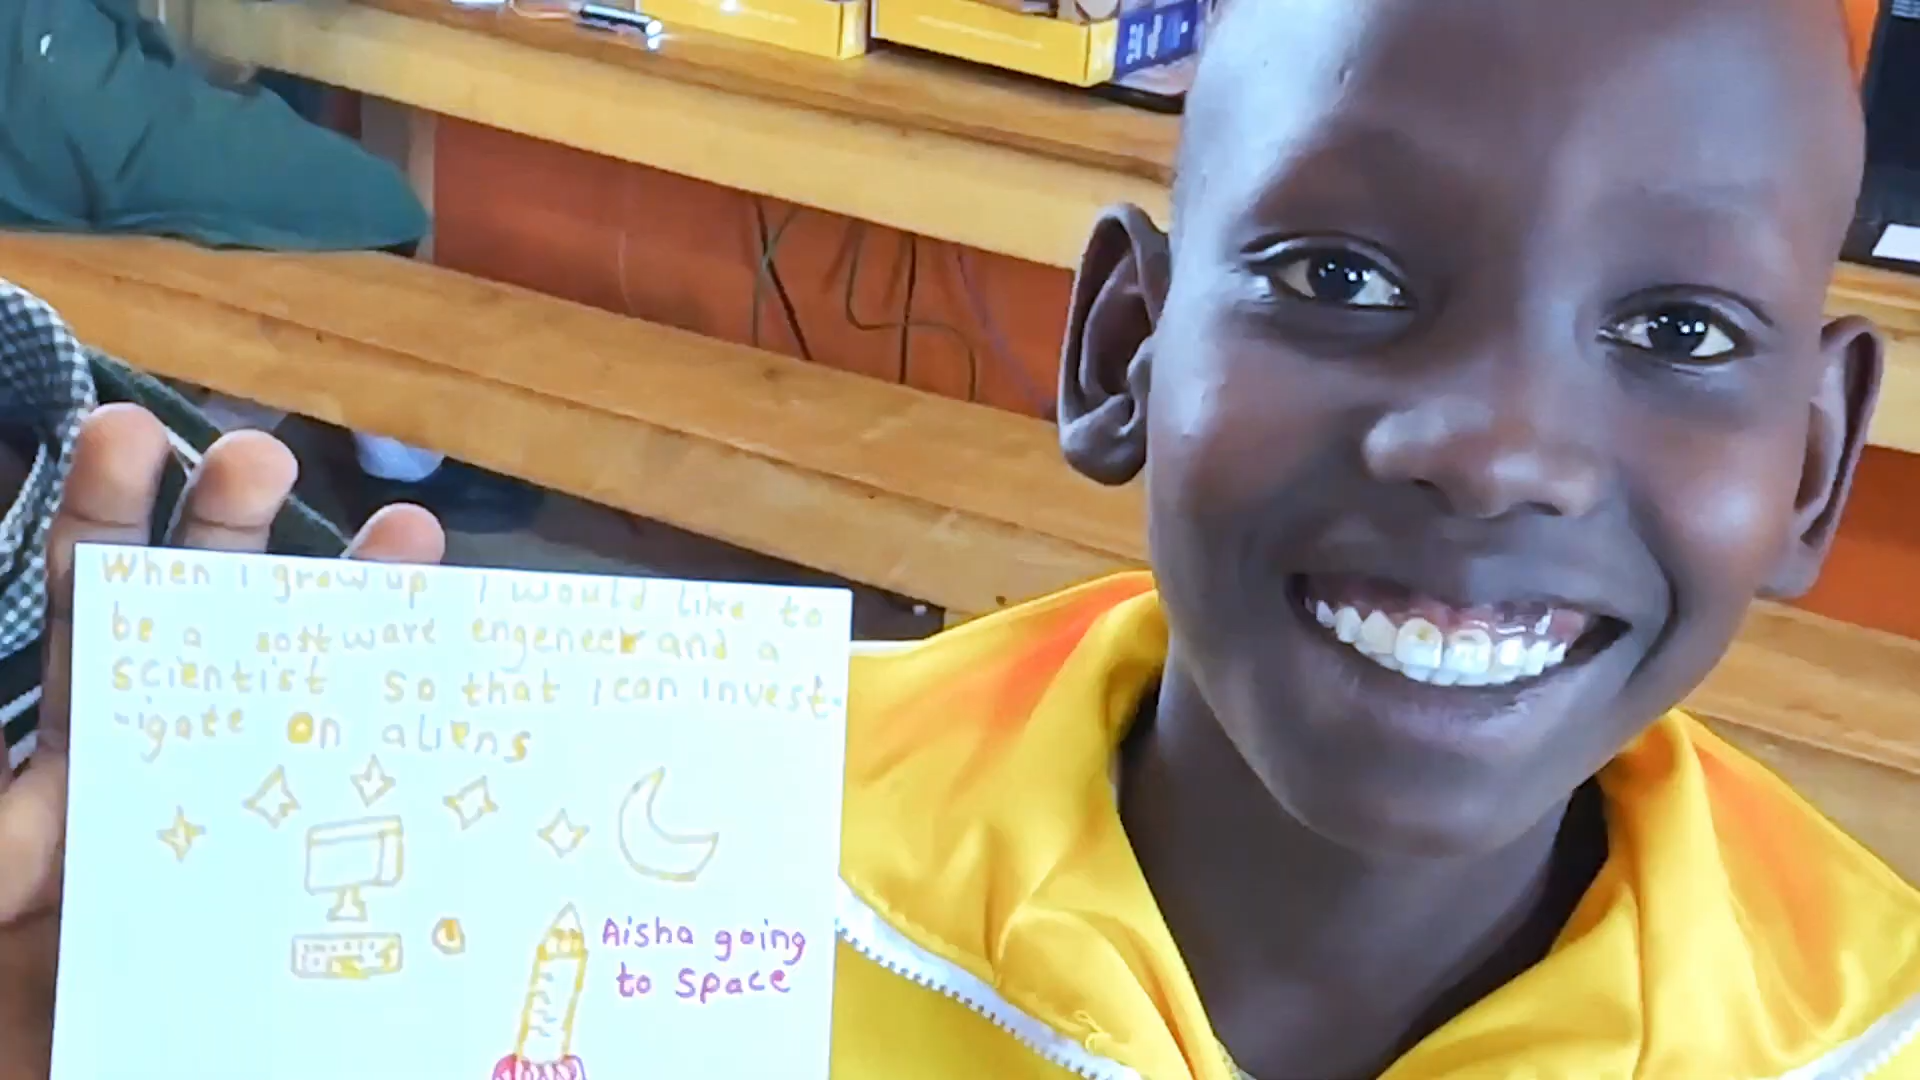 When I grow up I would like to
be a software engeneer and a
scientist so that I can invest-
-igate on aliens
Aisha going
to space